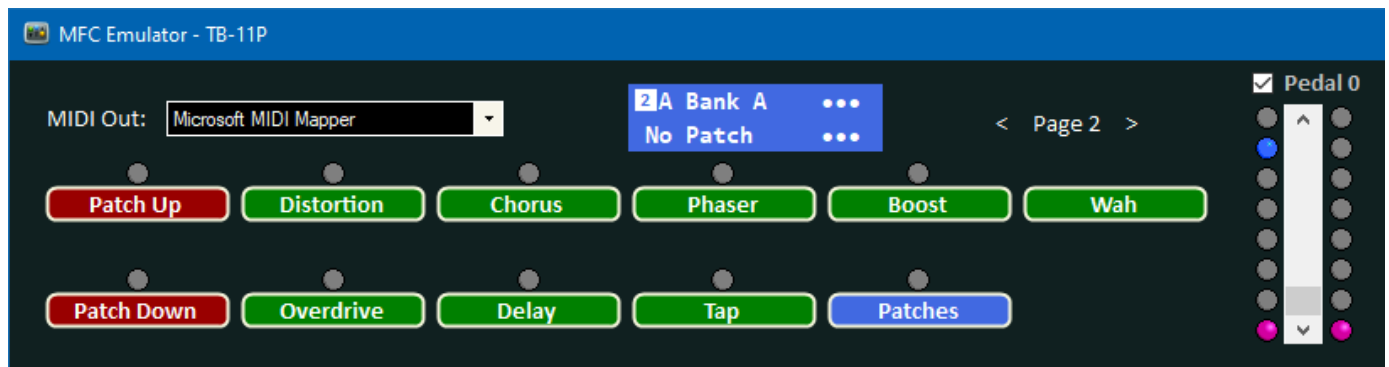 MFC Emulator - TB-11P
MIDI Out: Microsoft MIDI Mapper
2A Bank A •••
No Patch •••
< Page 2 >
Pedal 0
Patch Up Distortion Chorus Phaser Boost Wah
Patch Down Overdrive Delay Tap Patches